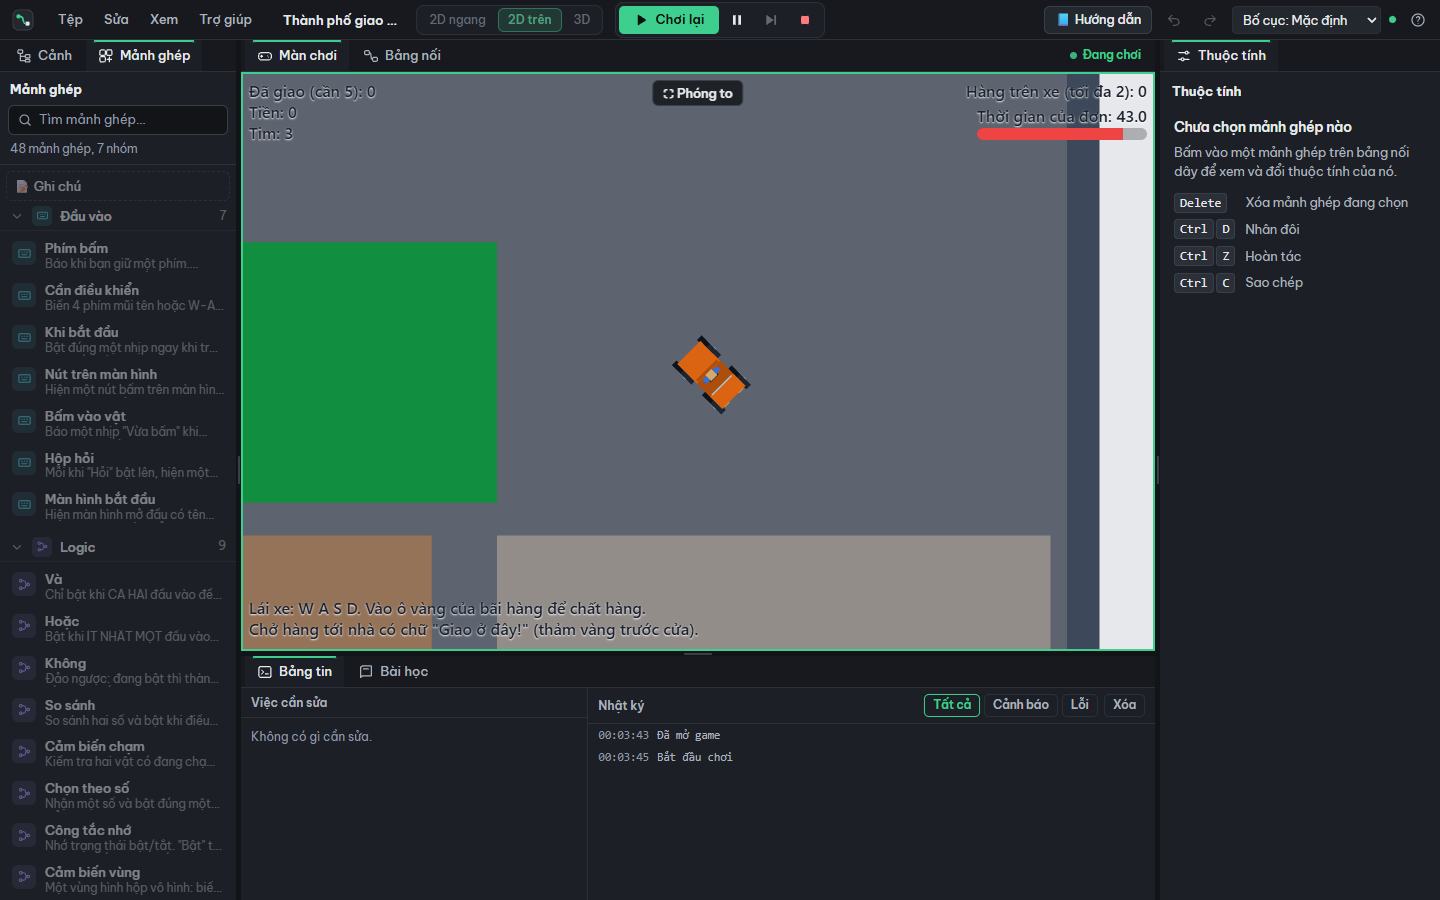 Tệp Sửa Xem Trợ giúp Thành phố giao ... 2D ngang 2D trên 3D Chơi lại Hướng dẫn Bố cục: Mặc định
Cảnh Mảnh ghép
Mảnh ghép
Tìm mảnh ghép...
48 mảnh ghép, 7 nhóm
Ghi chú
Đầu vào 7
Phím bấm
Báo khi bạn giữ một phím....
Cần điều khiển
Biến 4 phím mũi tên hoặc W-A...
Khi bắt đầu
Bật đúng một nhịp ngay khi tr...
Nút trên màn hình
Hiện một nút bấm trên màn hìn...
Bấm vào vật
Báo một nhịp "Vừa bấm" khi...
Hộp hỏi
Mỗi khi "Hỏi" bật lên, hiện một...
Màn hình bắt đầu
Hiện màn hình mở đầu có tên...
Logic 9
Và
Chỉ bật khi CẢ HAI đầu vào đề...
Hoặc
Bật khi ÍT NHẤT MỘT đầu vào...
Không
Đảo ngược: đang bật thì thàn...
So sánh
So sánh hai số và bật khi điều...
Cảm biến chạm
Kiểm tra hai vật có đang chạ...
Chọn theo số
Nhận một số và bật đúng một...
Công tắc nhớ
Nhớ trạng thái bật/tắt. "Bật" t...
Cảm biến vùng
Một vùng hình hộp vô hình: biế...
Màn chơi Bảng nối Đang chơi
Đã giao (cần 5): 0
Tiền: 0
Tim: 3
Phóng to
Hàng trên xe (tối đa 2): 0
Thời gian của đơn: 43.0
Lái xe: W A S D. Vào ô vàng của bãi hàng để chất hàng.
Chở hàng tới nhà có chữ "Giao ở đây!" (thảm vàng trước cửa).
Bảng tin Bài học
Việc cần sửa
Không có gì cần sửa.
Nhật ký Tất cả Cảnh báo Lỗi Xóa
00:03:43 Đã mở game
00:03:45 Bắt đầu chơi
Thuộc tính
Thuộc tính
Chưa chọn mảnh ghép nào
Bấm vào một mảnh ghép trên bảng nối
dây để xem và đổi thuộc tính của nó.
Delete Xóa mảnh ghép đang chọn
Ctrl D Nhân đôi
Ctrl Z Hoàn tác
Ctrl C Sao chép